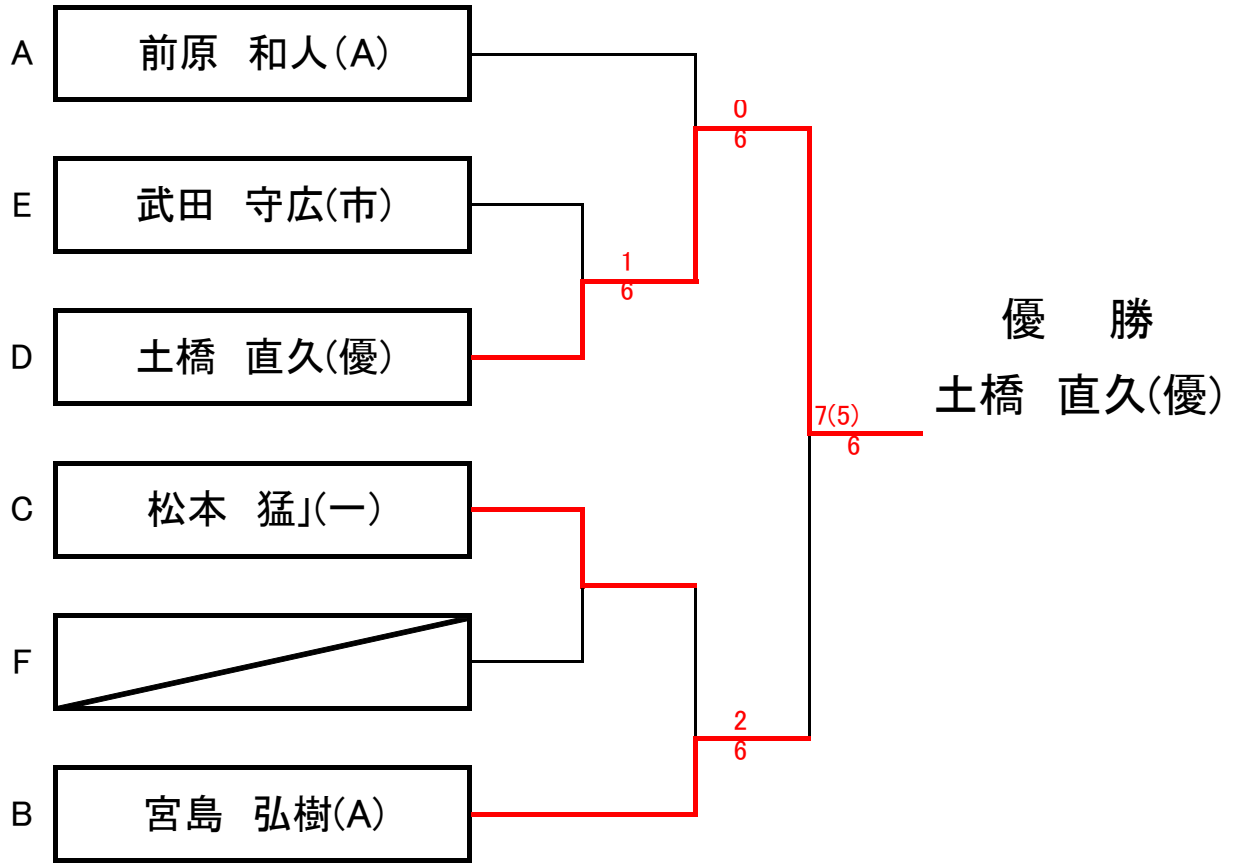 A
前原 和人(A)
0
6
E
武田 守広(市)
1
6
優 勝
D
土橋 直久(優)
土橋 直久(優)
7(5)
6
C
松本 猛」(一)
F
2
6
B
宮島 弘樹(A)